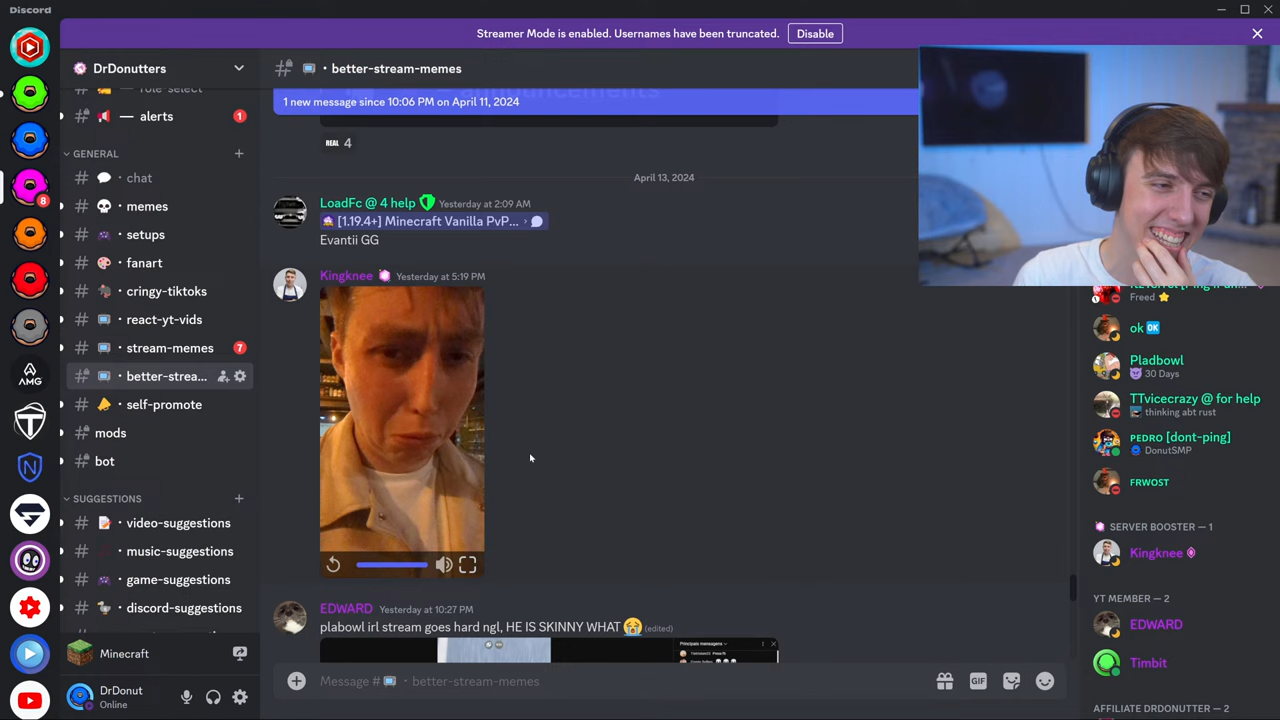 Discord
Streamer Mode is enabled. Usernames have been truncated.
Disable
DrDonutters
role-select
alerts
1
GENERAL
chat
memes
setups
fanart
cringy-tiktoks
react-yt-vids
stream-memes
7
better-strea...
self-promote
mods
bot
SUGGESTIONS
video-suggestions
music-suggestions
game-suggestions
discord-suggestions
Minecraft
DrDonut
Online
8
AMG
better-stream-memes
announcements
1 new message since 10:06 PM on April 11, 2024
REAL 4
April 13, 2024
LoadFc @ 4 help Yesterday at 2:09 AM
[1.19.4+] Minecraft Vanilla PvP... ›
Evantii GG
Kingknee Yesterday at 5:19 PM
EDWARD Yesterday at 10:27 PM
plabowl irl stream goes hard ngl, HE IS SKINNY WHAT 😭 (edited)
Message # 📺 · better-stream-memes
GIF
Freed ⭐
ok 🆗
Pladbowl
30 Days
TTvicecrazy @ for help
thinking abt rust
PEDRO [dont-ping]
DonutSMP
FRWOST
SERVER BOOSTER — 1
Kingknee
YT MEMBER — 2
EDWARD
Timbit
AFFILIATE DRDONUTTER — 2